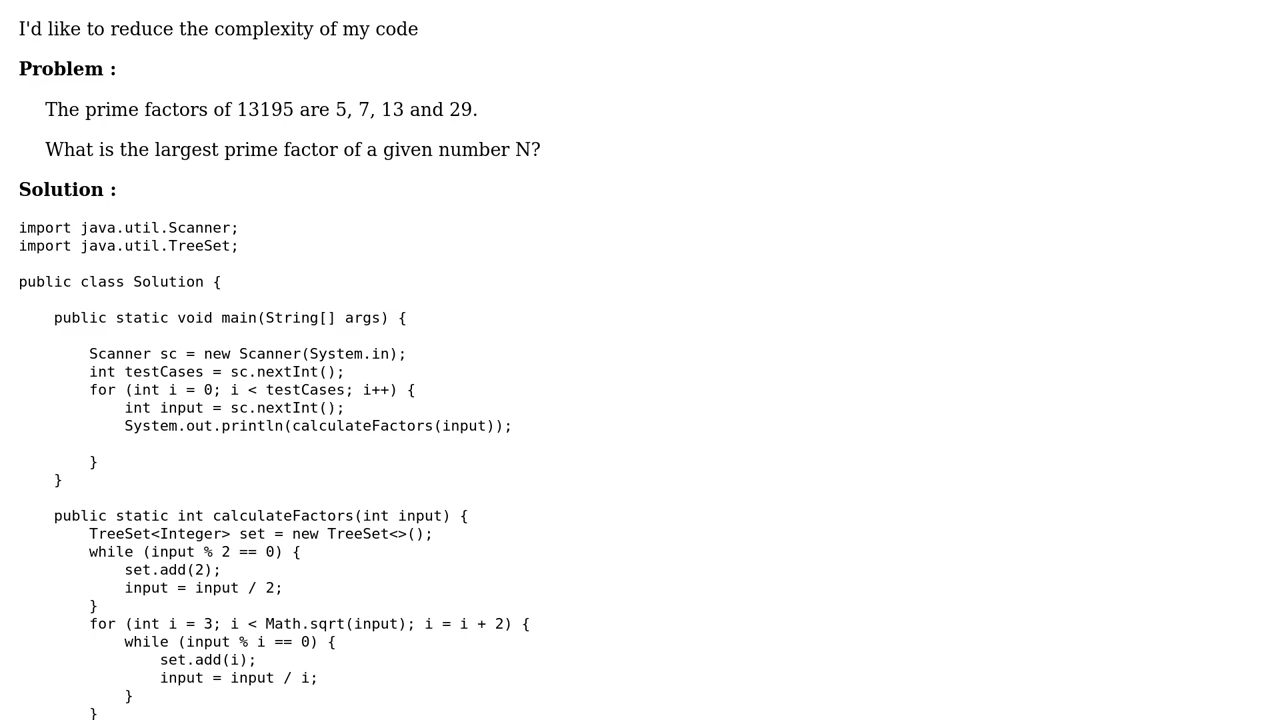 I'd like to reduce the complexity of my code
Problem :
The prime factors of 13195 are 5, 7, 13 and 29.
What is the largest prime factor of a given number N?
Solution :
import java.util.Scanner;
import java.util.TreeSet;
public class Solution {
public static void main(String[] args) {
Scanner sc = new Scanner(System.in);
int testCases = sc.nextInt();
for (int i = 0; i < testCases; i++) {
int input = sc.nextInt();
System.out.println(calculateFactors(input));
}
}
public static int calculateFactors(int input) {
TreeSet<Integer> set = new TreeSet<>();
while (input % 2 == 0) {
set.add(2);
input = input / 2;
}
for (int i = 3; i < Math.sqrt(input); i = i + 2) {
while (input % i == 0) {
set.add(i);
input = input / i;
}
}